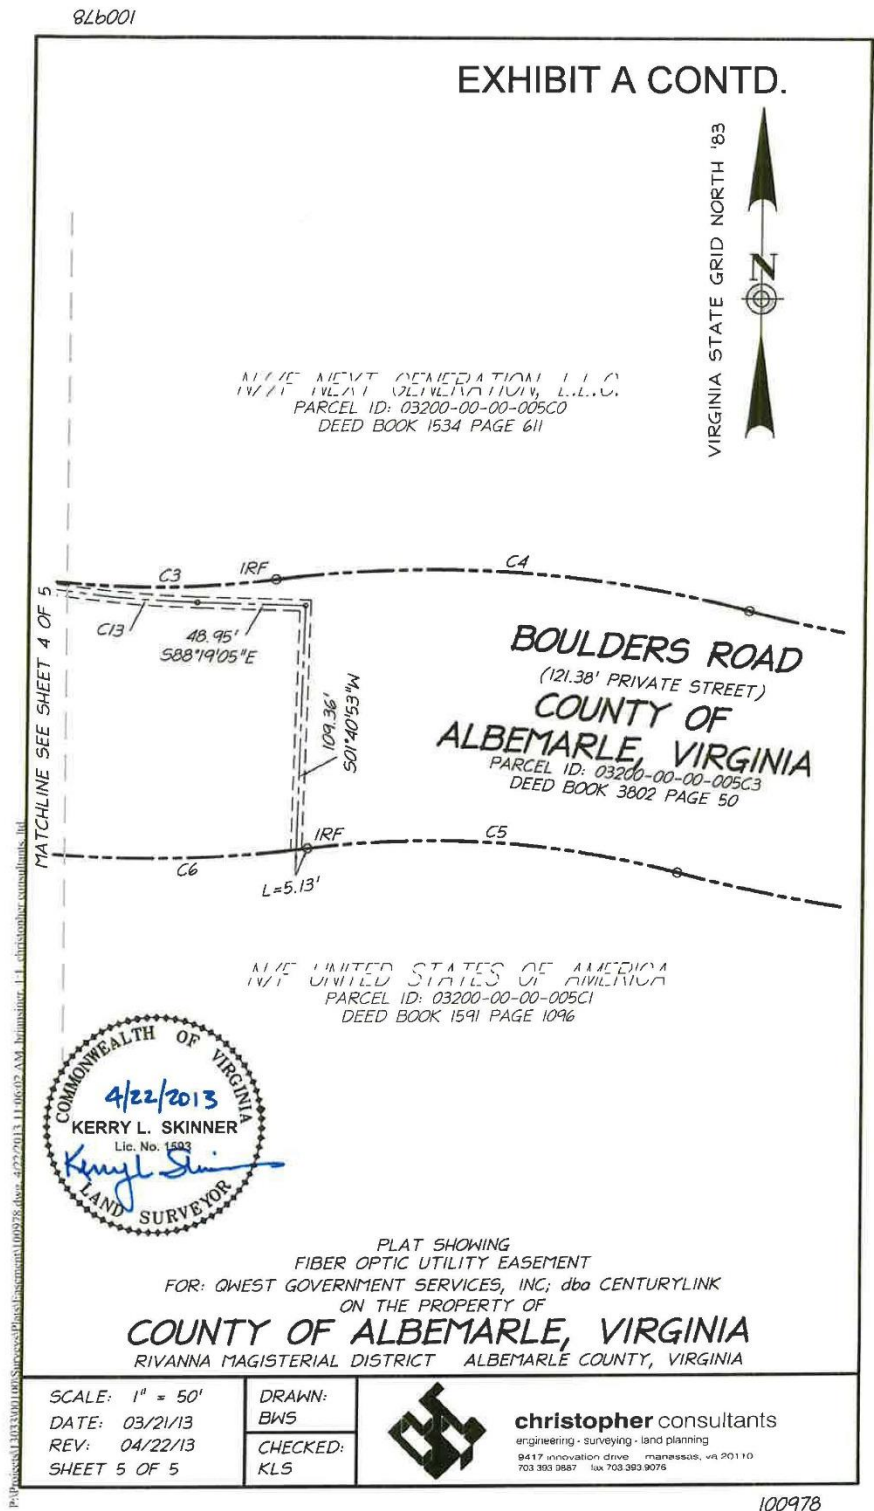 100978
EXHIBIT A CONTD.
VIRGINIA STATE GRID NORTH '83
N
N/F NEXT GENERATION, L.L.C.
PARCEL ID: 03200-00-00-005C0
DEED BOOK 1534 PAGE 611
MATCHLINE SEE SHEET 4 OF 5
C3
IRF
C4
C13
48.95'
S88°19'05"E
109.36'
S01°40'53"W
BOULDERS ROAD
(121.38' PRIVATE STREET)
COUNTY OF
ALBEMARLE, VIRGINIA
PARCEL ID: 03200-00-00-005C3
DEED BOOK 3802 PAGE 50
IRF
C5
C6
L=5.13'
N/F UNITED STATES OF AMERICA
PARCEL ID: 03200-00-00-005C1
DEED BOOK 1591 PAGE 1096
COMMONWEALTH OF VIRGINIA
4/22/2013
KERRY L. SKINNER
Lic. No. 1593
LAND SURVEYOR
PLAT SHOWING
FIBER OPTIC UTILITY EASEMENT
FOR: QWEST GOVERNMENT SERVICES, INC; dba CENTURYLINK
ON THE PROPERTY OF
COUNTY OF ALBEMARLE, VIRGINIA
RIVANNA MAGISTERIAL DISTRICT ALBEMARLE COUNTY, VIRGINIA
SCALE: 1" = 50'
DATE: 03/21/13
REV: 04/22/13
SHEET 5 OF 5
DRAWN:
BWS
CHECKED:
KLS
christopher consultants
engineering - surveying - land planning
9417 innovation drive manassas, va 20110
703 393 9887 fax 703 393 9076
100978